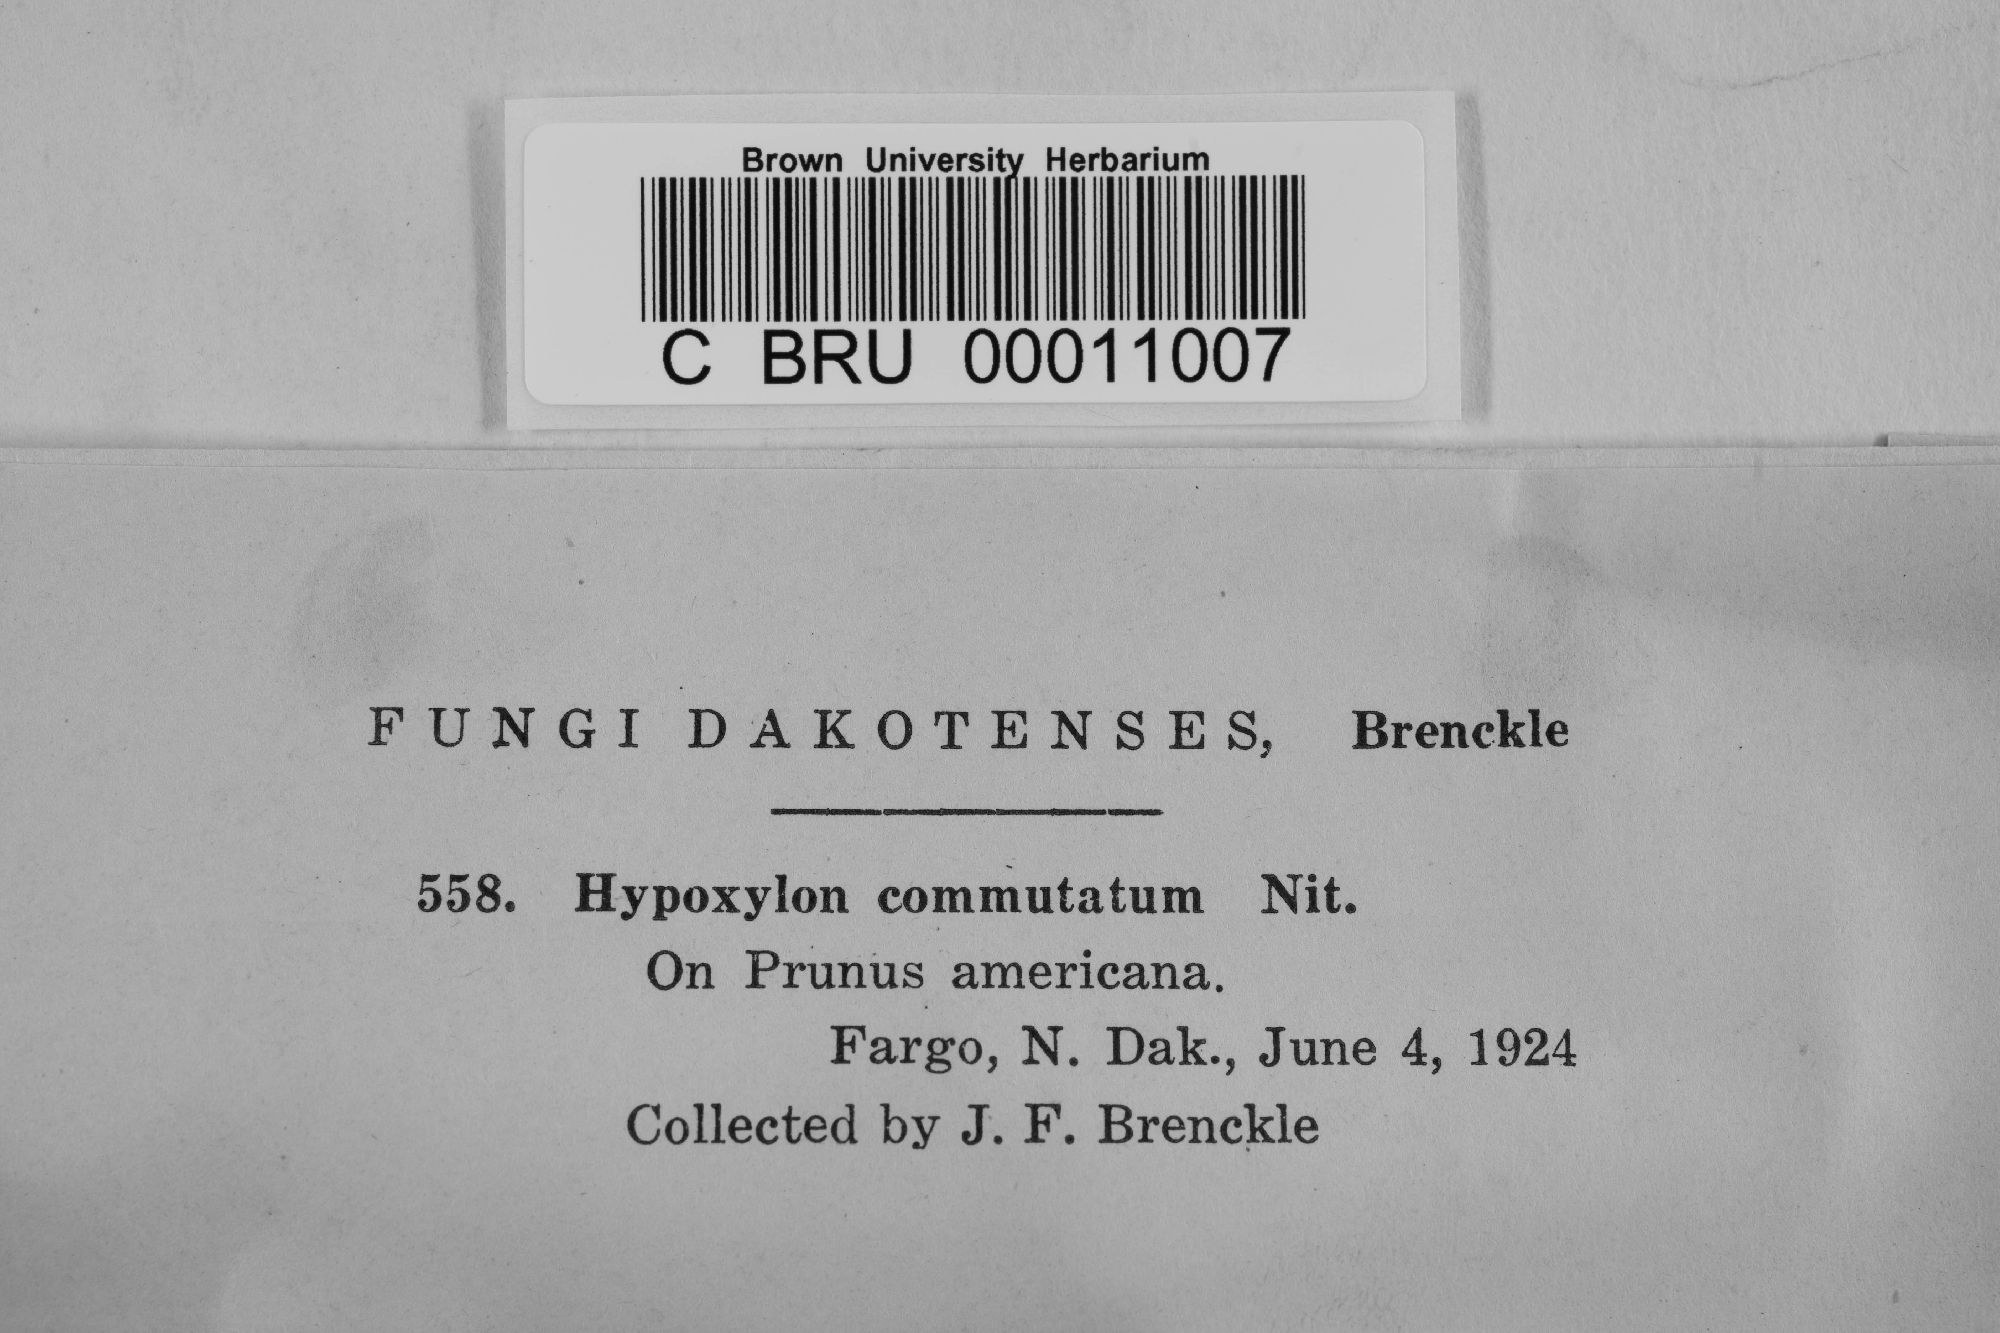 Brown University Herbarium
C BRU 00011007
FUNGI DAKOTENSES, Brenckle
558. Hypoxylon commutatum Nit.
On Prunus americana.
Fargo, N. Dak., June 4, 1924
Collected by J. F. Brenckle